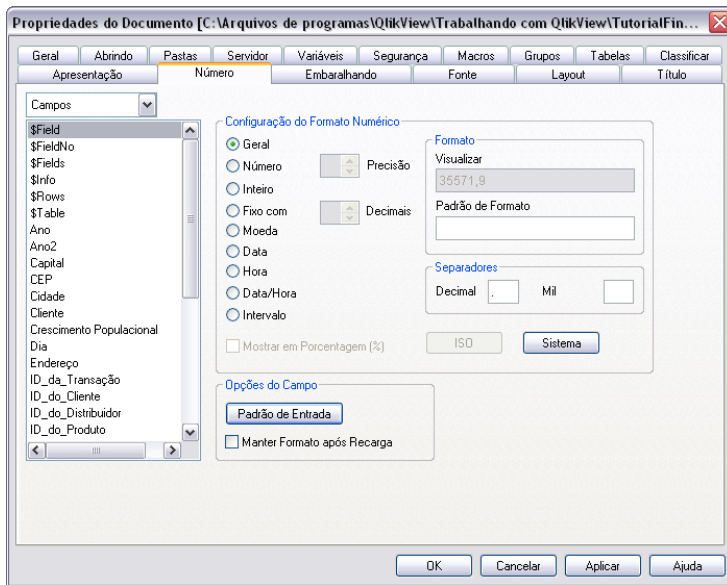 Propriedades do Documento [C:\Arquivos de programas\QlikView\Trabalhando com QlikView\TutorialFin...
Geral Abrindo Pastas Servidor Variáveis Segurança Macros Grupos Tabelas Classificar
Apresentação Número Embaralhando Fonte Layout Título
Campos
$Field
$FieldNo
$Fields
$Info
$Rows
$Table
Ano
Ano2
Capital
CEP
Cidade
Cliente
Crescimento Populacional
Dia
Endereço
ID_da_Transação
ID_do_Cliente
ID_do_Distribuidor
ID_do_Produto
Configuração do Formato Numérico
Geral
Número Precisão
Inteiro
Fixo com Decimais
Moeda
Data
Hora
Data/Hora
Intervalo
Mostrar em Porcentagem (%)
Formato
Visualizar
35571,9
Padrão de Formato
Separadores
Decimal , Mil
ISO Sistema
Opções do Campo
Padrão de Entrada
Manter Formato após Recarga
OK Cancelar Aplicar Ajuda